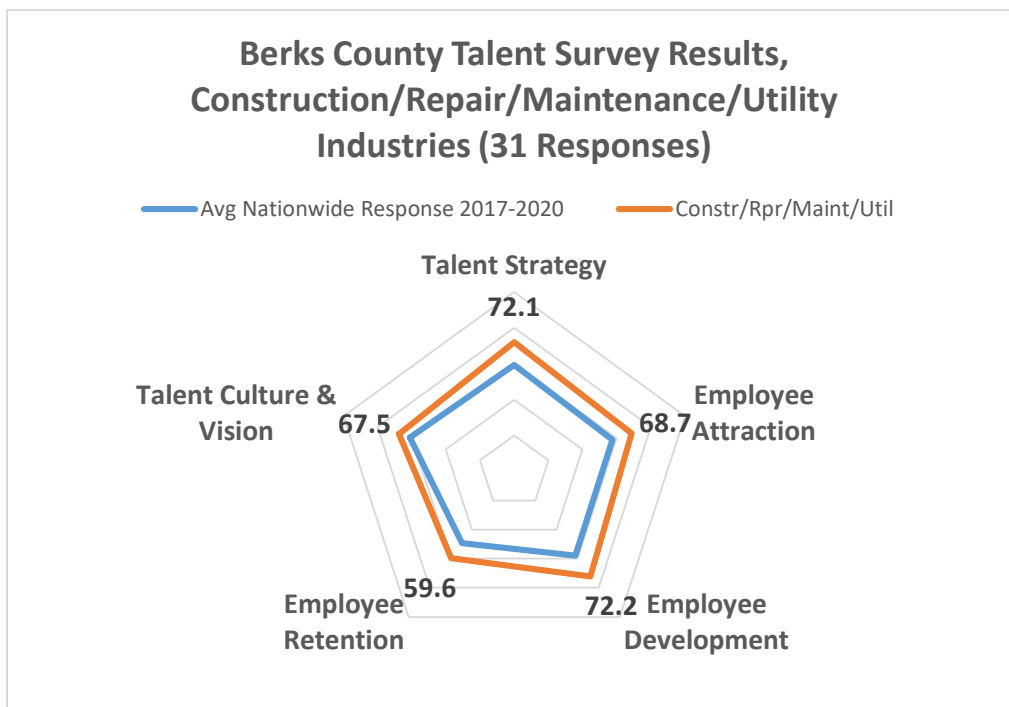 Berks County Talent Survey Results,
Construction/Repair/Maintenance/Utility
Industries (31 Responses)
Avg Nationwide Response 2017-2020
Constr/Rpr/Maint/Util
Talent Strategy
72.1
Talent Culture &
Vision
67.5
Employee
Attraction
68.7
Employee
Retention
59.6
Employee
Development
72.2